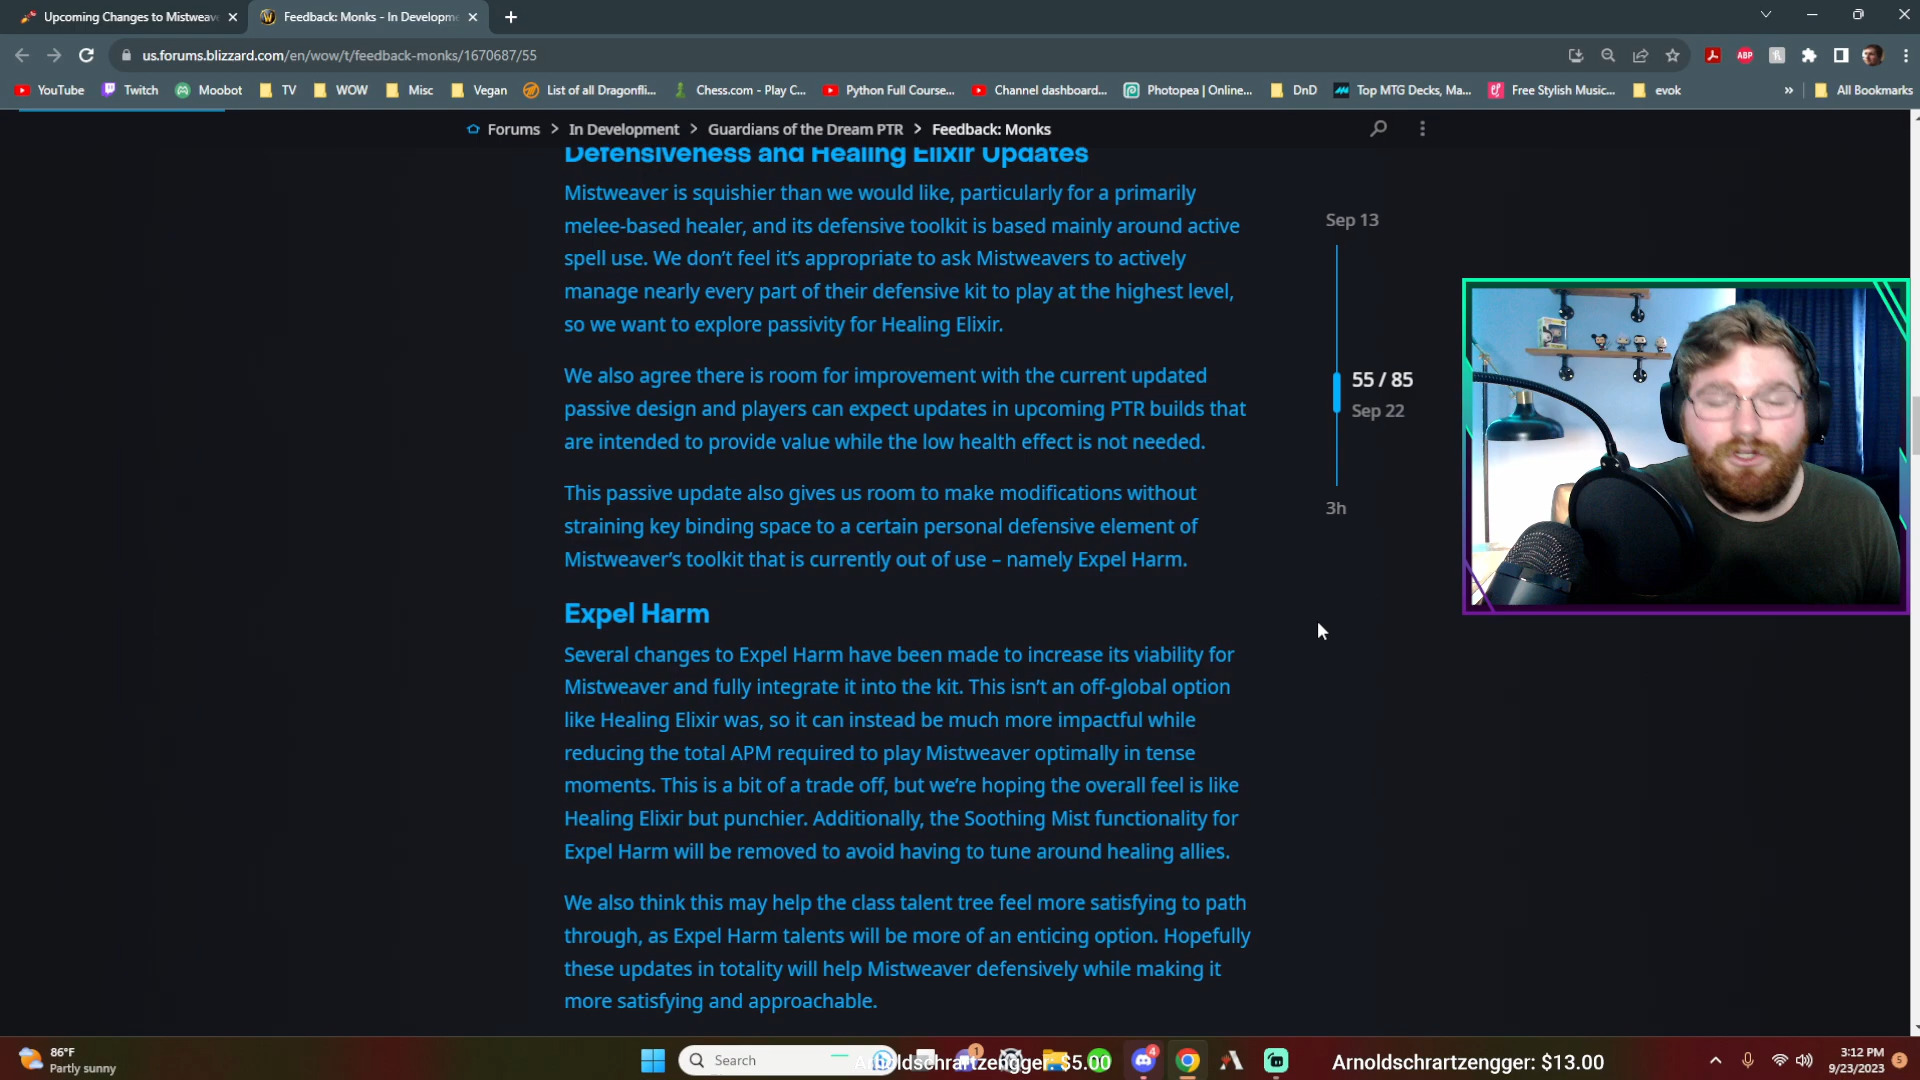 Upcoming Changes to Mistweav
Feedback: Monks - In Developme
us.forums.blizzard.com/en/wow/t/feedback-monks/1670687/55
ABP
YouTube
Twitch
Moobot
TV
WOW
Misc
Vegan
List of all Dragonfli...
Chess.com - Play C...
Python Full Course...
Channel dashboard...
Photopea | Online...
DnD
Top MTG Decks, Ma...
Free Stylish Music...
evok
»
All Bookmarks
Forums > In Development > Guardians of the Dream PTR > Feedback: Monks
Defensiveness and Healing Elixir Updates
Mistweaver is squishier than we would like, particularly for a primarily
melee-based healer, and its defensive toolkit is based mainly around active
spell use. We don’t feel it’s appropriate to ask Mistweavers to actively
manage nearly every part of their defensive kit to play at the highest level,
so we want to explore passivity for Healing Elixir.
We also agree there is room for improvement with the current updated
passive design and players can expect updates in upcoming PTR builds that
are intended to provide value while the low health effect is not needed.
This passive update also gives us room to make modifications without
straining key binding space to a certain personal defensive element of
Mistweaver’s toolkit that is currently out of use – namely Expel Harm.
Expel Harm
Several changes to Expel Harm have been made to increase its viability for
Mistweaver and fully integrate it into the kit. This isn’t an off-global option
like Healing Elixir was, so it can instead be much more impactful while
reducing the total APM required to play Mistweaver optimally in tense
moments. This is a bit of a trade off, but we’re hoping the overall feel is like
Healing Elixir but punchier. Additionally, the Soothing Mist functionality for
Expel Harm will be removed to avoid having to tune around healing allies.
We also think this may help the class talent tree feel more satisfying to path
through, as Expel Harm talents will be more of an enticing option. Hopefully
these updates in totality will help Mistweaver defensively while making it
more satisfying and approachable.
Sep 13
55 / 85
Sep 22
3h
86°F
Partly sunny
Search
Arnoldschrartzengger: $5.00
1
4
Arnoldschrartzengger: $13.00
3:12 PM
9/23/2023
5